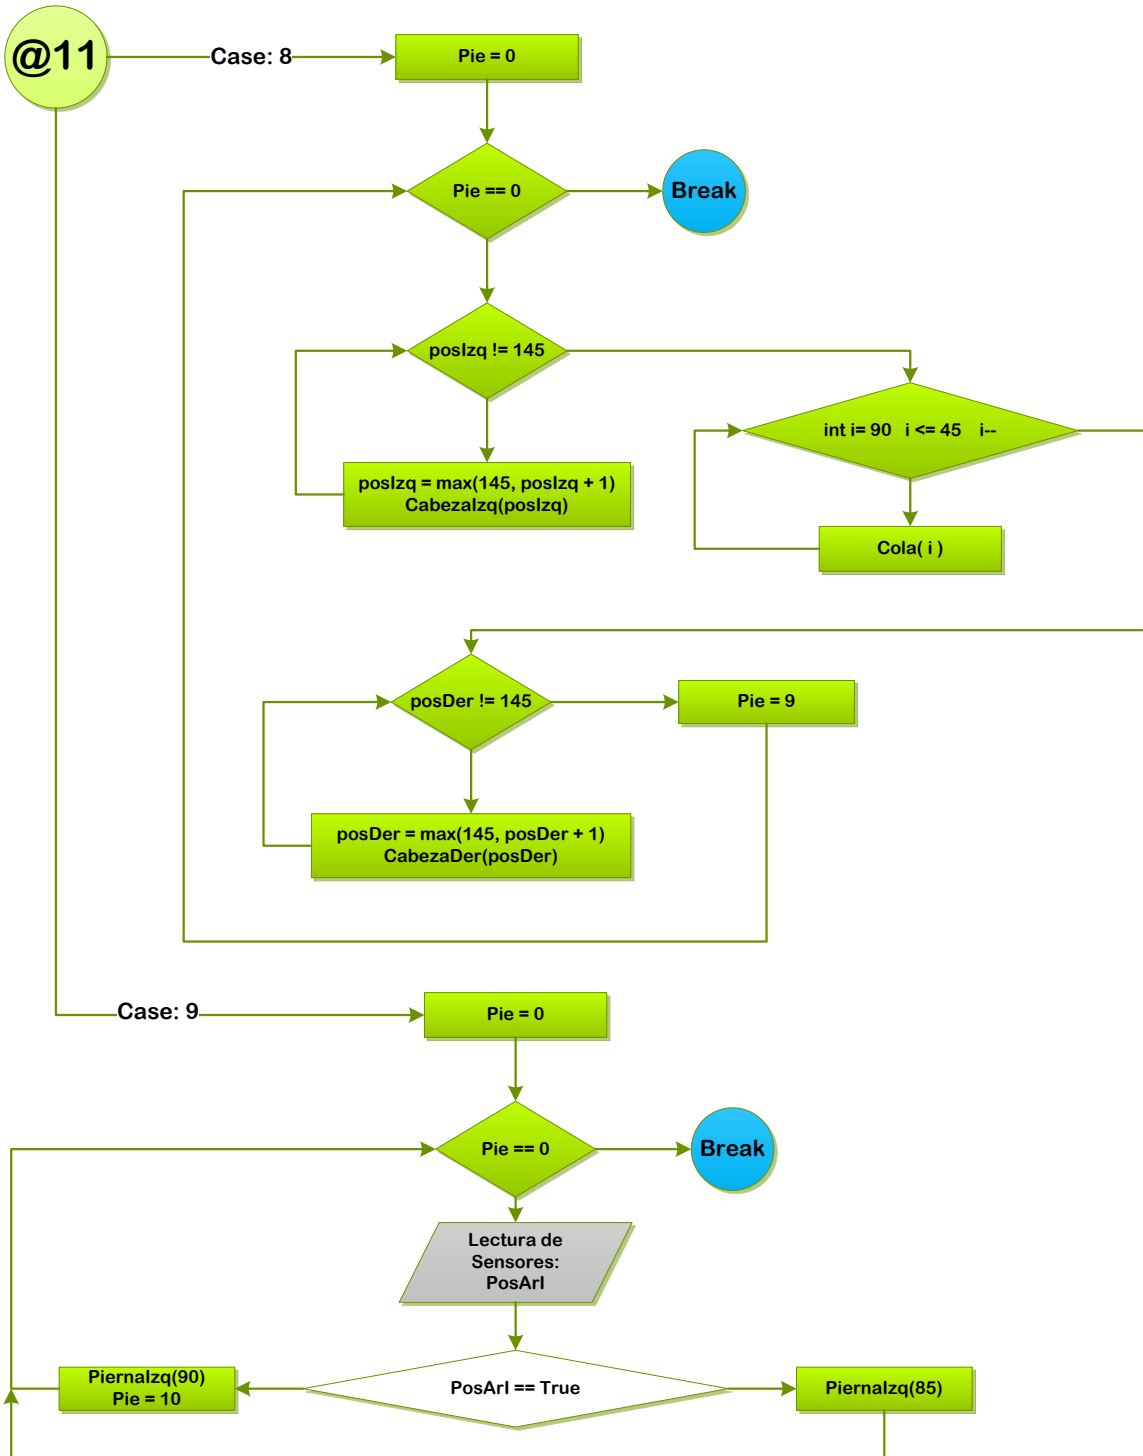 @11
Case: 8
Pie = 0
Pie == 0
Break
posIzq != 145
int i= 90 i <= 45 i--
posIzq = max(145, posIzq + 1)
CabezaIzq(posIzq)
Cola( i )
posDer != 145
Pie = 9
posDer = max(145, posDer + 1)
CabezaDer(posDer)
Case: 9
Pie = 0
Pie == 0
Break
Lectura de
Sensores:
PosArI
PiernaIzq(90)
Pie = 10
PosArI == True
PiernaIzq(85)